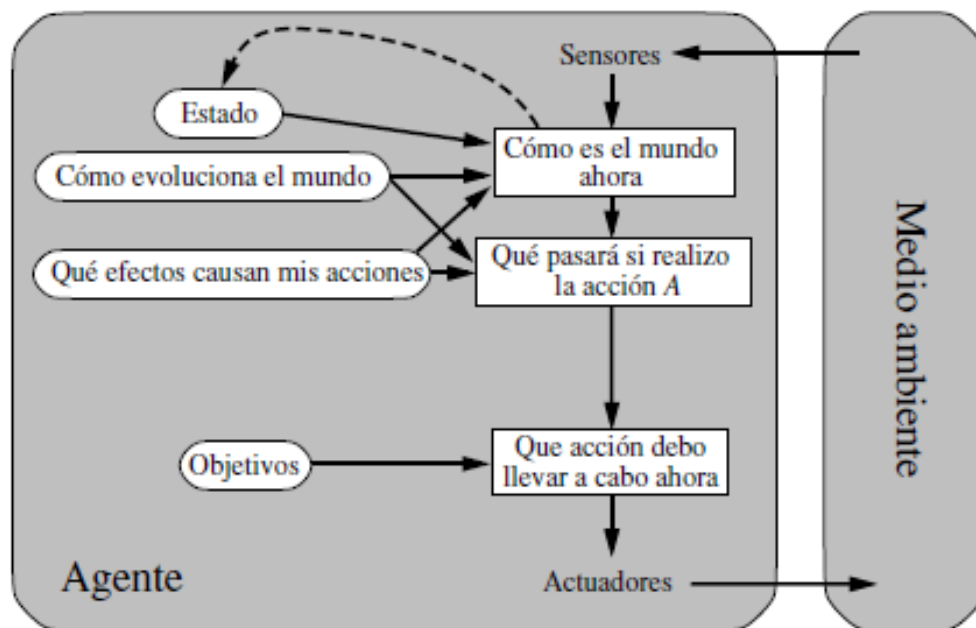 Sensores
Estado
Cómo es el mundo
ahora
Cómo evoluciona el mundo
Qué efectos causan mis acciones
Qué pasará si realizo
la acción A
Medio ambiente
Objetivos
Que acción debo
llevar a cabo ahora
Agente
Actuadores